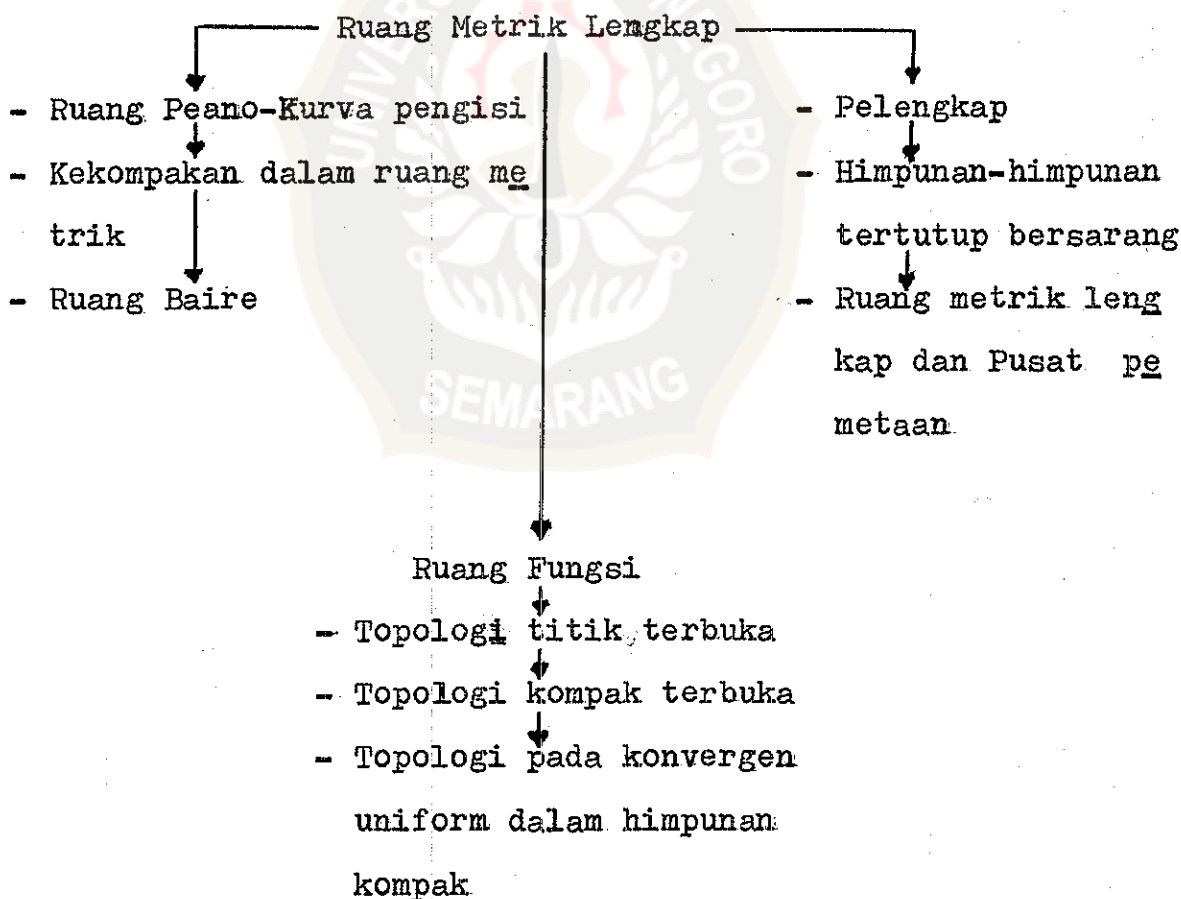 Ruang Metrik Lengkap
- Ruang Peano-Kurva pengisi
- Kekompakan dalam ruang me
trik
- Ruang Baire
- Pelengkap
- Himpunan-himpunan
tertutup bersarang
- Ruang metrik leng
kap dan Pusat pe
metaan
SEMARANG
Ruang Fungsi
- Topologi titik terbuka
- Topologi kompak terbuka
- Topologi pada konvergen
uniform dalam himpunan
kompak